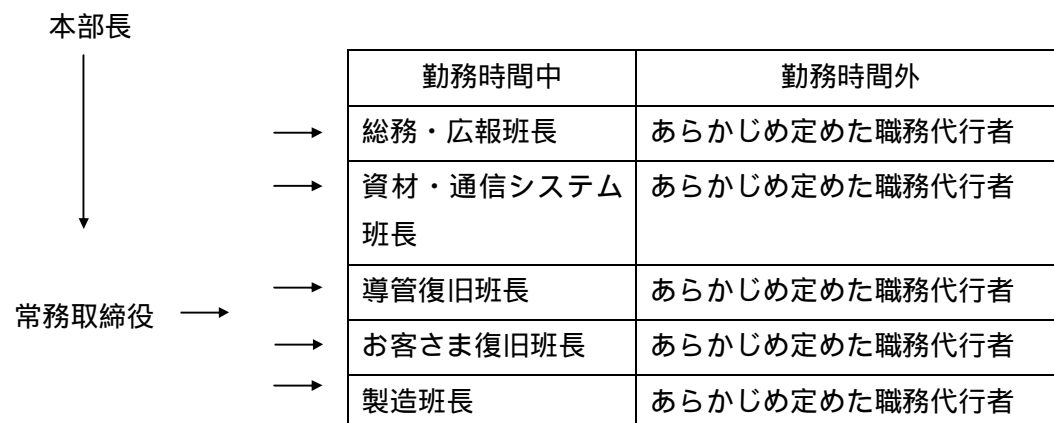 本部長
勤務時間中 勤務時間外
総務・広報班長 あらかじめ定めた職務代行者
資材・通信システム あらかじめ定めた職務代行者
班長
導管復旧班長 あらかじめ定めた職務代行者
常務取締役
お客さま復旧班長 あらかじめ定めた職務代行者
製造班長 あらかじめ定めた職務代行者